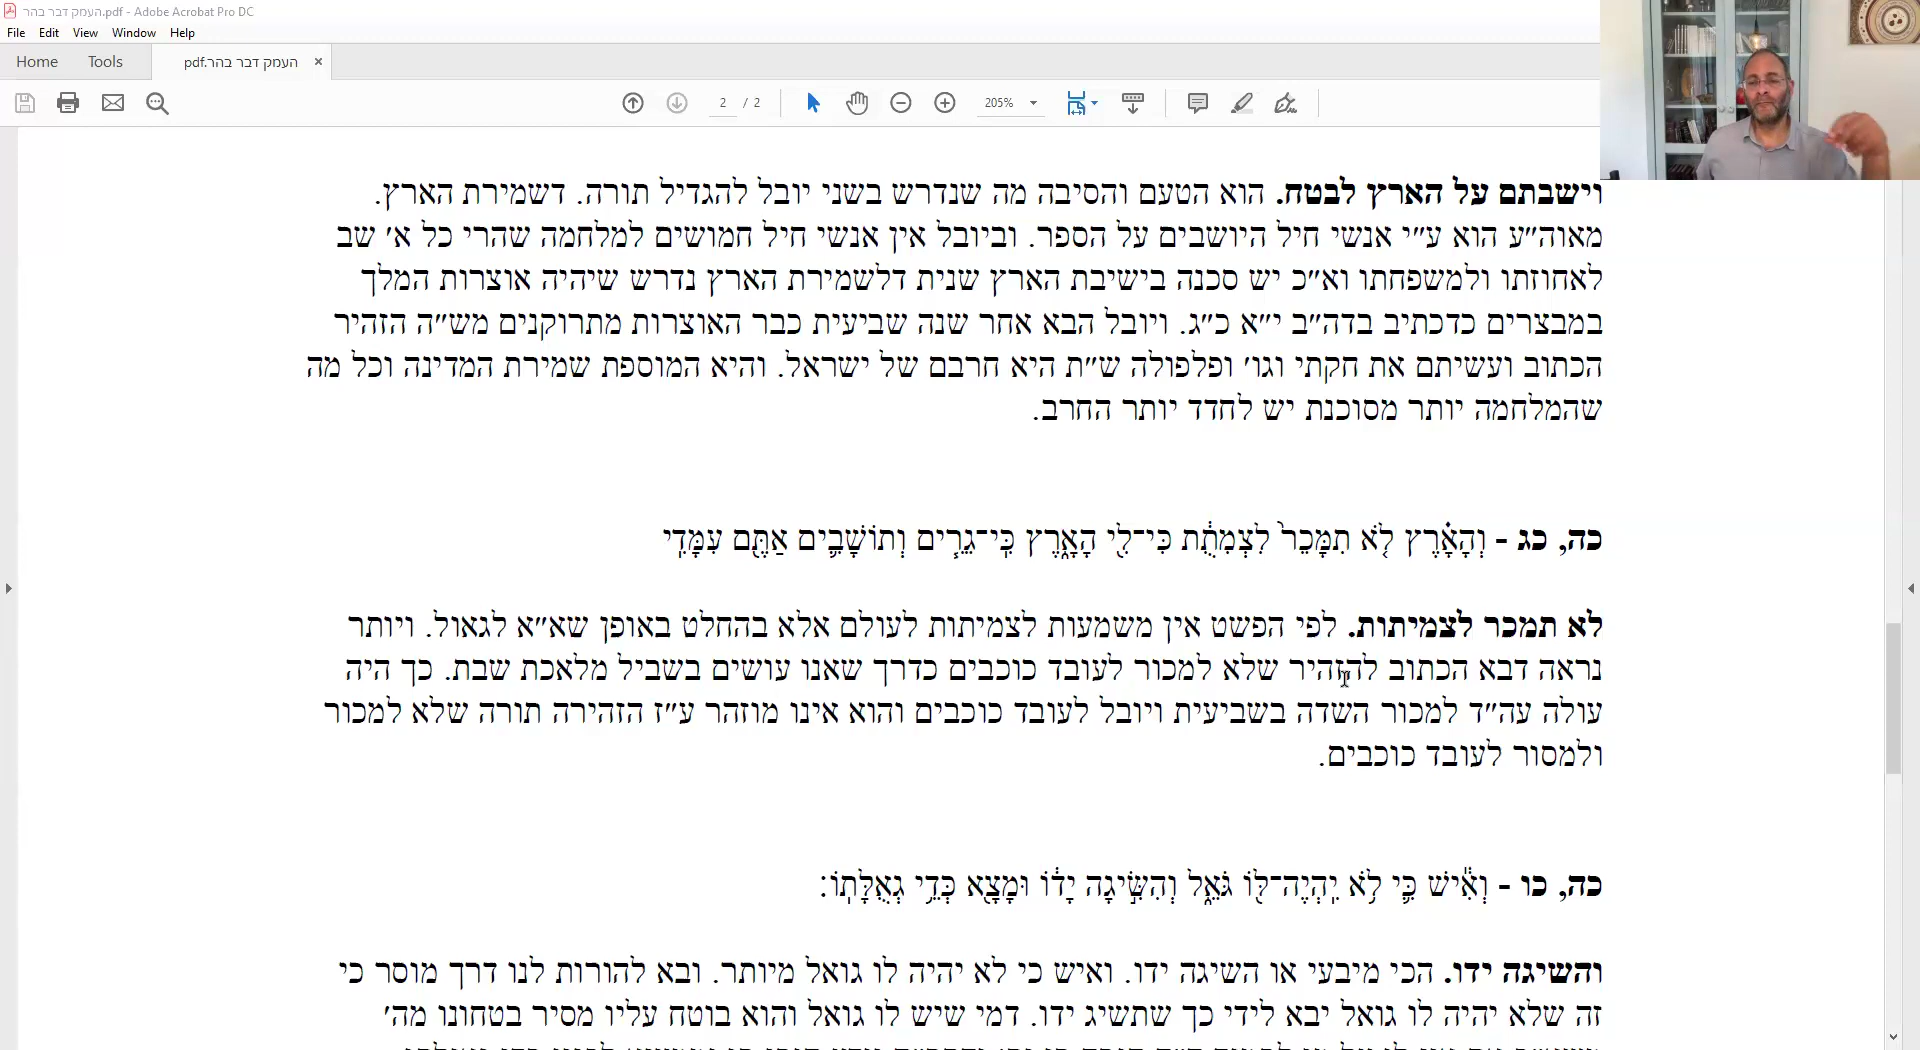 העמק דבר בהר.pdf - Adobe Acrobat Pro DC
File Edit View Window Help
Home Tools העמק דבר בהר.pdf ×
2 / 2 205%
וישבתם על הארץ לבטח. הוא הטעם והסיבה מה שנדרש בשני יובל להגדיל תורה. דשמירת הארץ.
מאוה״ע הוא ע״י אנשי חיל היושבים על הספר. וביובל אין אנשי חיל חמושים למלחמה שהרי כל א׳ שב
לאחוזתו ולמשפחתו וא״כ יש סכנה בישיבת הארץ שנית דלשמירת הארץ נדרש שיהיה אוצרות המלך
במבצרים כדכתיב בדה״ב י״א כ״ג. ויובל הבא אחר שנה שביעית כבר האוצרות מתרוקנים מש״ה הזהיר
הכתוב ועשיתם את חקתי וגו׳ ופלפולה ש״ת היא חרבם של ישראל. והיא המוספת שמירת המדינה וכל מה
שהמלחמה יותר מסוכנת יש לחדד יותר החרב.
כה, כג - וְהָאָ֗רֶץ לֹ֤א תִמָּכֵר֙ לִצְמִתֻ֔ת כִּי־לִ֖י הָאָ֑רֶץ כִּֽי־גֵרִ֧ים וְתוֹשָׁבִ֛ים אַתֶּ֖ם עִמָּדִֽי
לא תמכר לצמיתות. לפי הפשט אין משמעות לצמיתות לעולם אלא בהחלט באופן שא״א לגאול. ויותר
נראה דבא הכתוב להזהיר שלא למכור לעובד כוכבים כדרך שאנו עושים בשביל מלאכת שבת. כך היה
עולה עה״ד למכור השדה בשביעית ויובל לעובד כוכבים והוא אינו מוזהר ע״ז הזהירה תורה שלא למכור
ולמסור לעובד כוכבים.
כה, כו - וְאִ֕ישׁ כִּ֛י לֹ֥א יִֽהְיֶה־לּ֖וֹ גֹּאֵ֑ל וְהִשִּׂ֣יגָה יָד֔וֹ וּמָצָ֖א כְּדֵ֥י גְאֻלָּתֽוֹ׃
והשיגה ידו. הכי מיבעי או השיגה ידו. ואיש כי לא יהיה לו גואל מיותר. ובא להורות לנו דרך מוסר כי
זה שלא יהיה לו גואל יבא לידי כך שתשיג ידו. דמי שיש לו גואל והוא בוטח עליו מסיר בטחונו מה׳